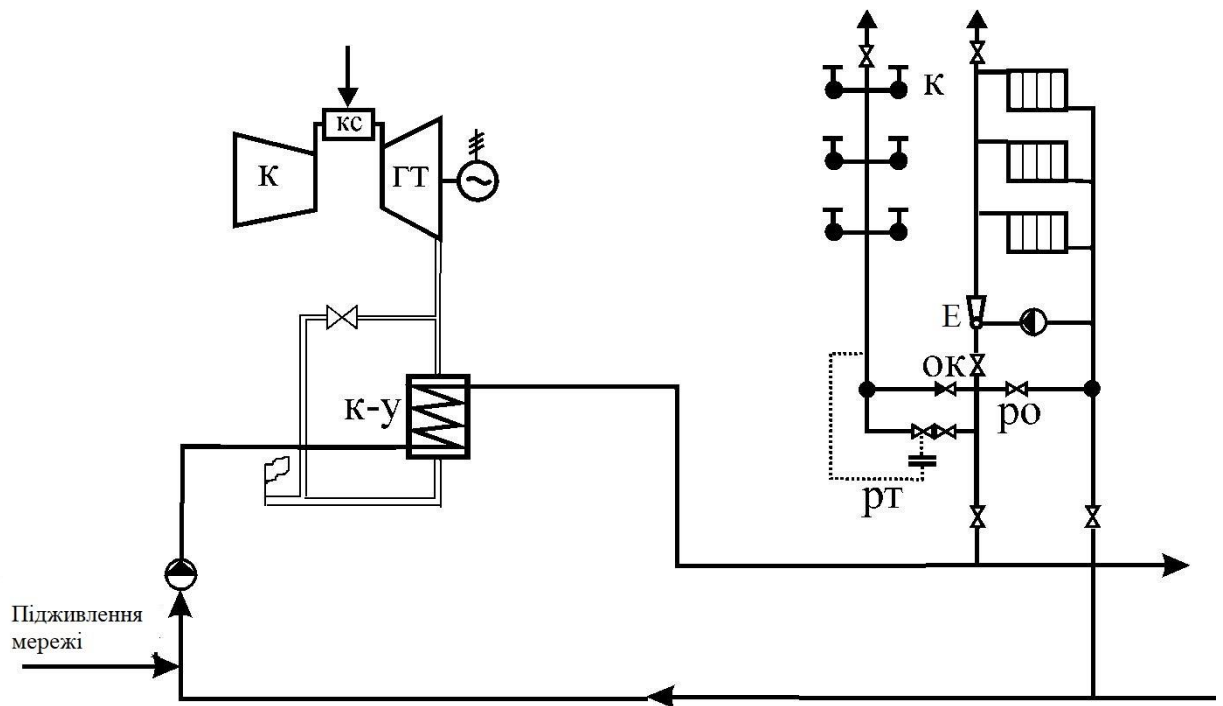 к
кс
К
ГТ
Е
ок
к-у
ро
рт
Підживлення
мережі